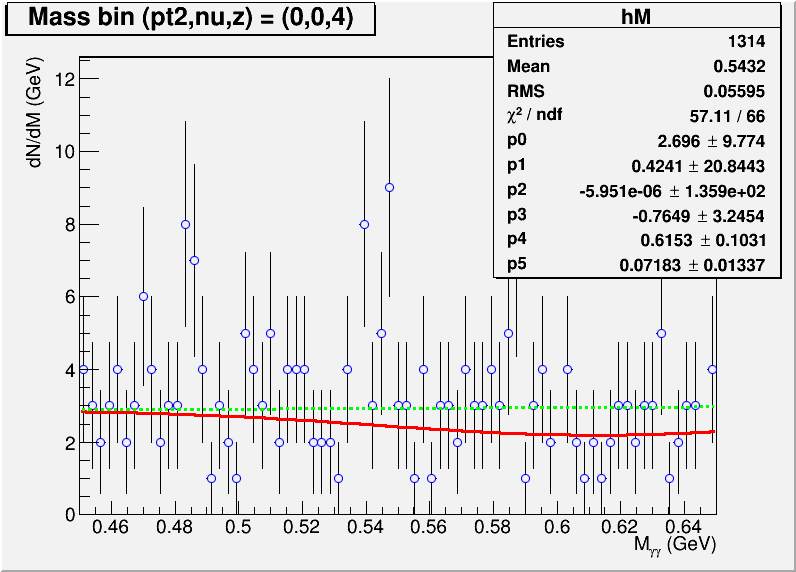 Mass bin (pt2,nu,z) = (0,0,4)
hM
Entries 1314
Mean 0.5432
RMS 0.05595
χ² / ndf 57.11 / 66
p0 2.696 ± 9.774
p1 0.4241 ± 20.8443
p2 -5.951e-06 ± 1.359e+02
p3 -0.7649 ± 3.2454
p4 0.6153 ± 0.1031
p5 0.07183 ± 0.01337
dN/dM (GeV)
12
10
8
6
4
2
0
0.46 0.48 0.5 0.52 0.54 0.56 0.58 0.6 0.62 0.64
Mγγ (GeV)